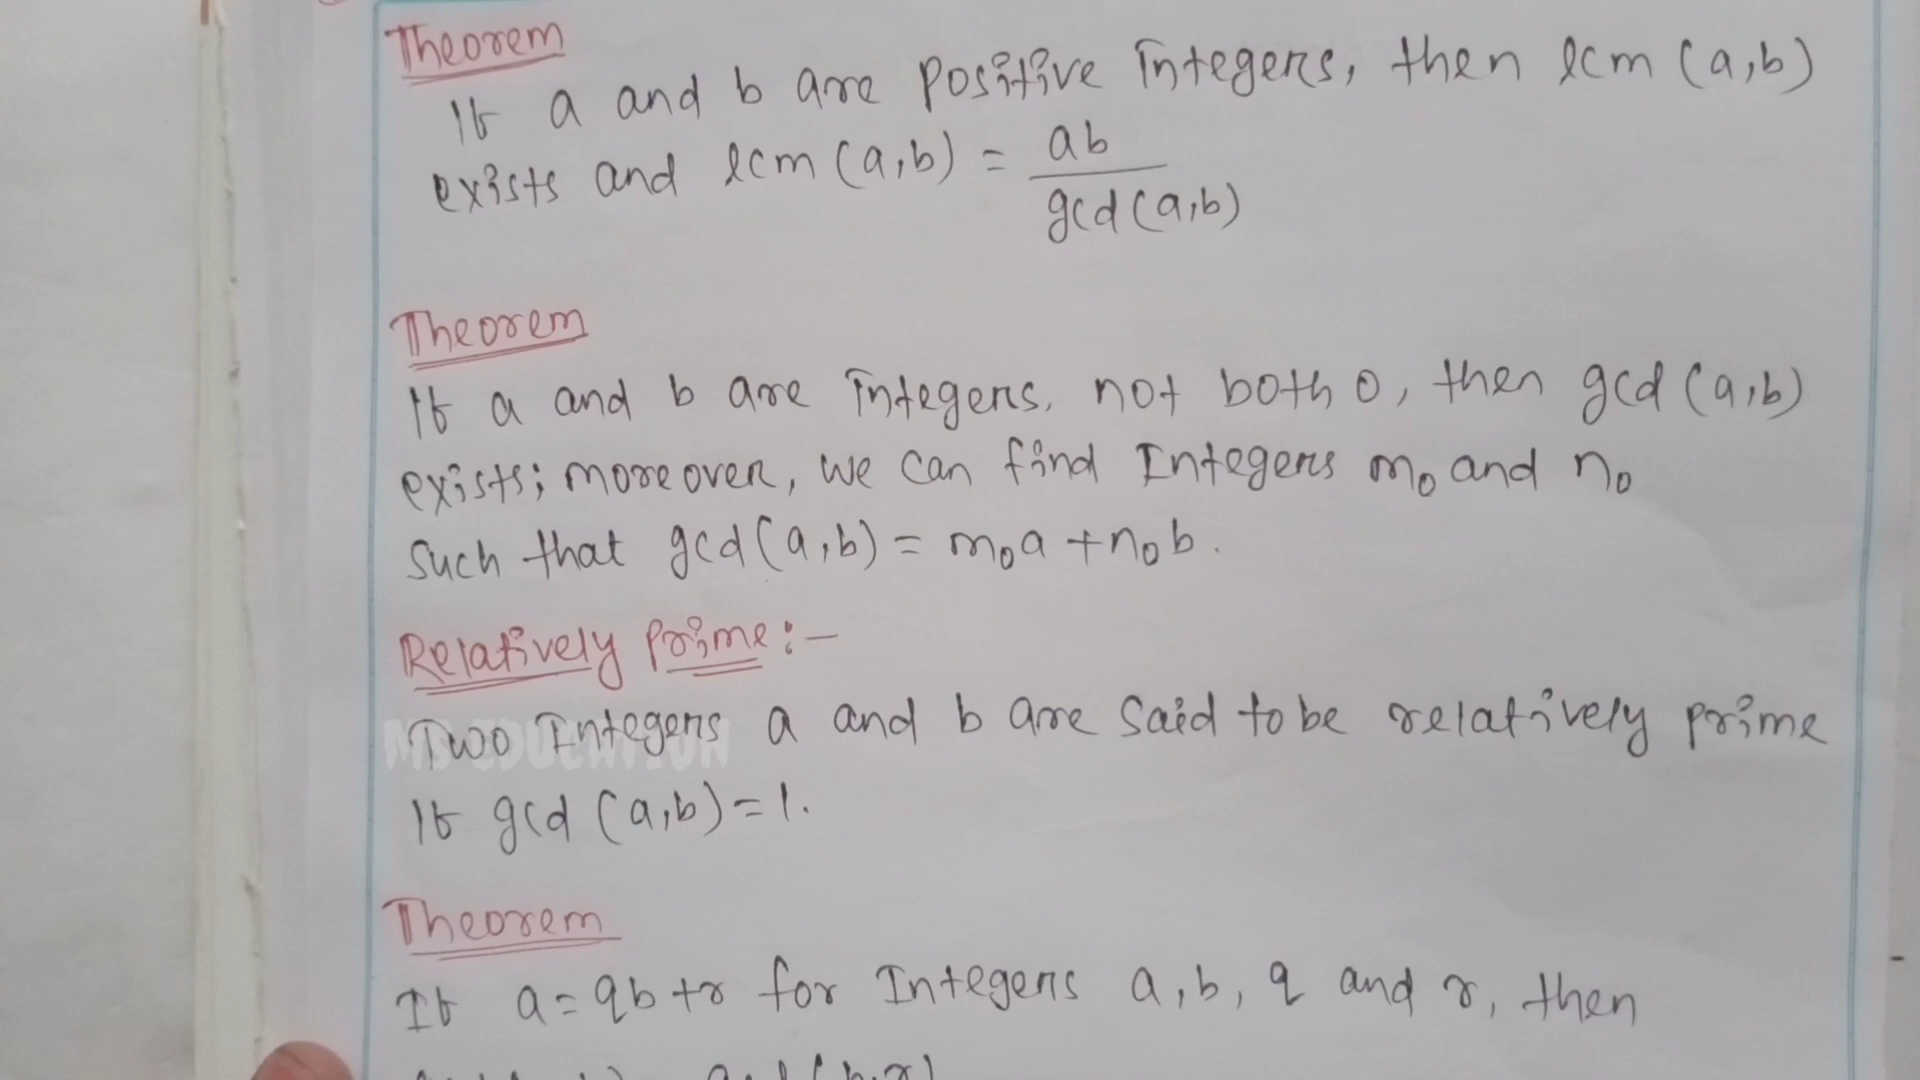 Theorem
If a and b are positive integers, then lcm (a,b)
exists and lcm (a,b) = ab / gcd (a,b)
Theorem
If a and b are integers, not both 0, then gcd (a,b)
exists; moreover, we can find Integers m₀ and n₀
Such that gcd (a,b) = m₀a + n₀b.
Relatively prime :-
Two Integers a and b are said to be relatively prime
If gcd (a,b) = 1.
MS EDUCATION
Theorem
If a = qb + r for Integers a, b, q and r, then
gcd (b,r)